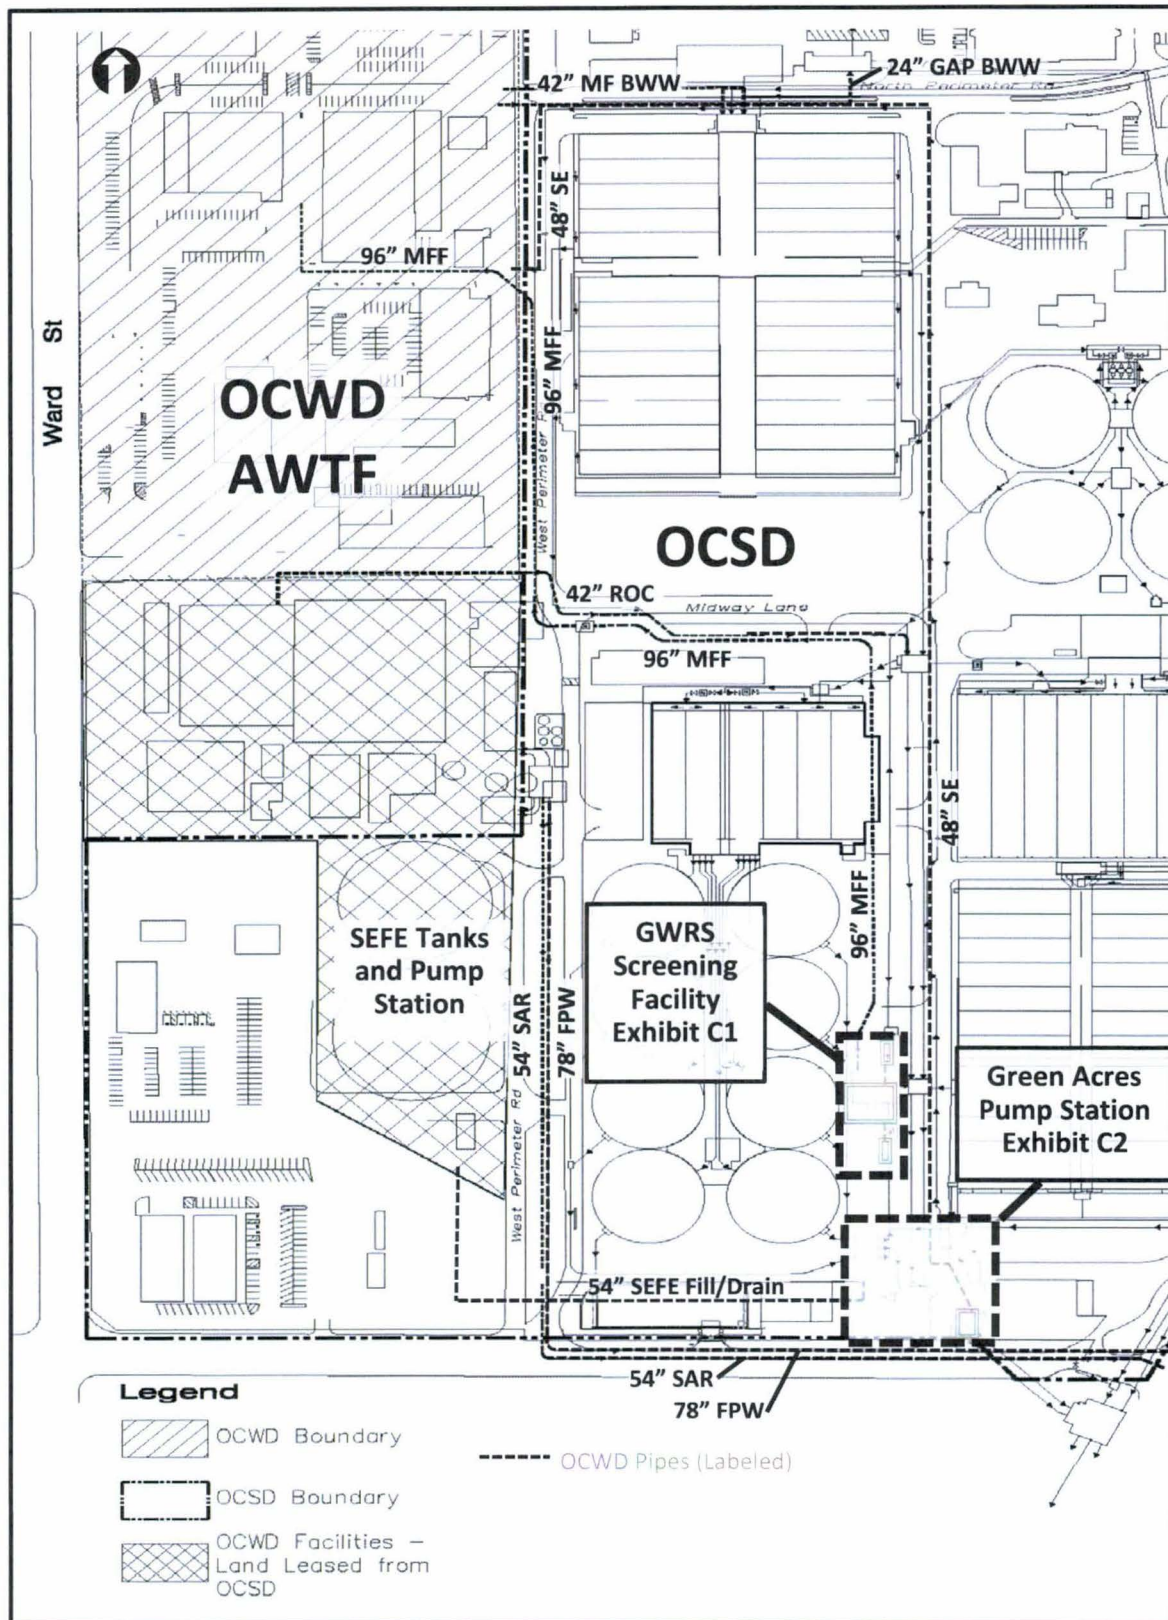 42” MF BWW
24” GAP BWW
North Perimeter Rd
48” SE
96” MFF
96” MFF
Ward St
OCWD
AWTF
West Perimeter
OCSD
42” ROC
Midway Lane
96” MFF
48” SE
96” MFF
SEFE Tanks
and Pump
Station
54” SAR
78” FPW
GWRS
Screening
Facility
Exhibit C1
Green Acres
Pump Station
Exhibit C2
West Perimeter Rd
54” SEFE Fill/Drain
54” SAR
78” FPW
Legend
OCWD Boundary
OCWD Pipes (Labeled)
OCSD Boundary
OCWD Facilities –
Land Leased from
OCSD